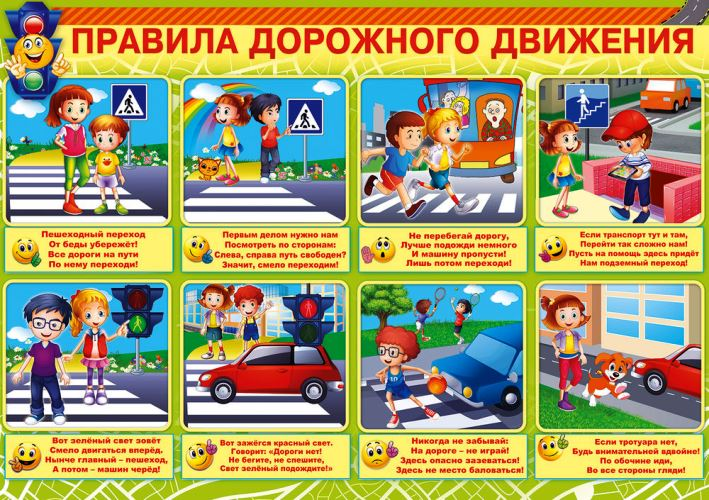 ПРАВИЛА ДОРОЖНОГО ДВИЖЕНИЯ
Пешеходный переход
От беды убережёт!
Все дороги на пути
По нему переходи!
Первым делом нужно нам
Посмотреть по сторонам:
Слева, справа путь свободен?
Значит, смело переходим!
Не перебегай дорогу,
Лучше подожди немного
И машину пропусти!
Лишь потом переходи!
Если транспорт тут и там,
Перейти так сложно нам!
Пусть на помощь здесь придёт
Нам подземный переход!
Вот зелёный свет зовёт
Смело двигаться вперёд.
Нынче главный – пешеход,
А потом – машин черёд!
Вот зажёгся красный свет.
Говорит: «Дороги нет!
Не бегите, не спешите,
Свет зелёный подождите!»
Никогда не забывай:
На дороге – не играй!
Здесь опасно зазеваться!
Здесь не место баловаться!
Если тротуара нет,
Будь внимательней вдвойне!
По обочине иди,
Во все стороны гляди!